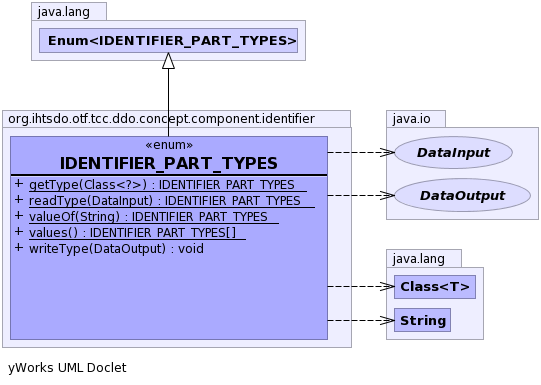 java.lang
Enum<IDENTIFIER_PART_TYPES>
org.ihtsdo.otf.tcc.ddo.concept.component.identifier
«enum»
IDENTIFIER_PART_TYPES
+ getType(Class<?>) : IDENTIFIER_PART_TYPES
+ readType(DataInput) : IDENTIFIER_PART_TYPES
+ valueOf(String) : IDENTIFIER_PART_TYPES
+ values() : IDENTIFIER_PART_TYPES[]
+ writeType(DataOutput) : void
java.io
DataInput
DataOutput
java.lang
Class<T>
String
yWorks UML Doclet